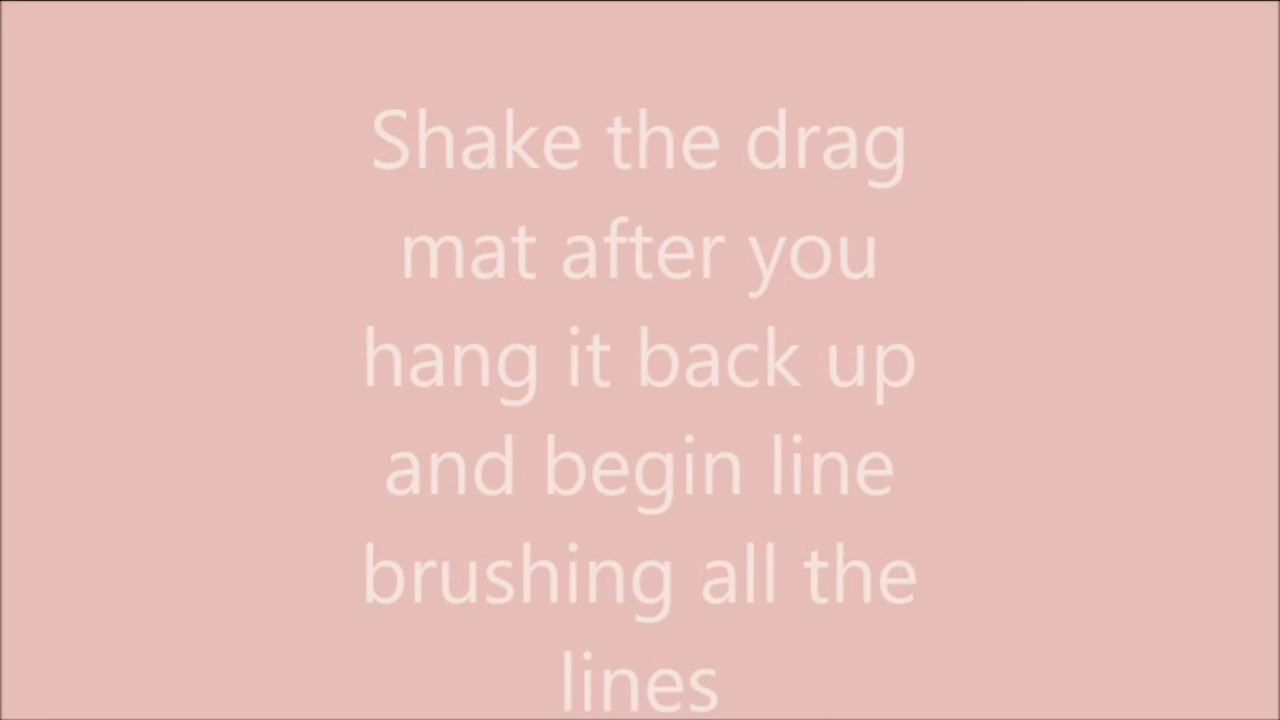 Shake the drag
mat after you
hang it back up
and begin line
brushing all the
lines